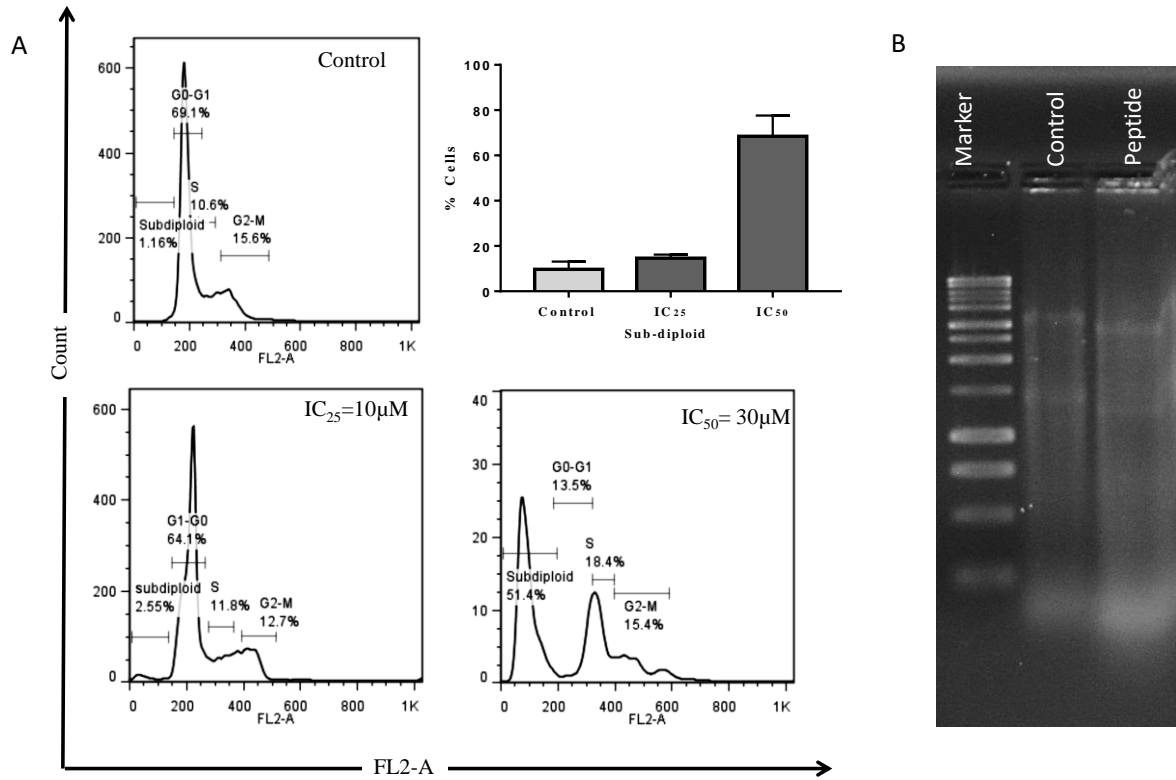 A
Count
FL2-A
Control
600
400
200
0
G0-G1
69.1%
S
10.6%
Subdiploid
1.16%
G2-M
15.6%
0 200 400 600 800 1K
FL2-A
% Cells
100
80
60
40
20
0
Control IC25 IC50
Sub-diploid
IC25=10µM
600
400
200
0
G1-G0
64.1%
subdiploid
2.55%
S
11.8%
G2-M
12.7%
0 200 400 600 800 1K
FL2-A
IC50= 30µM
40
30
20
10
0
G0-G1
13.5%
S
18.4%
Subdiploid
51.4%
G2-M
15.4%
0 200 400 600 800 1K
FL2-A
B
Marker
Control
Peptide